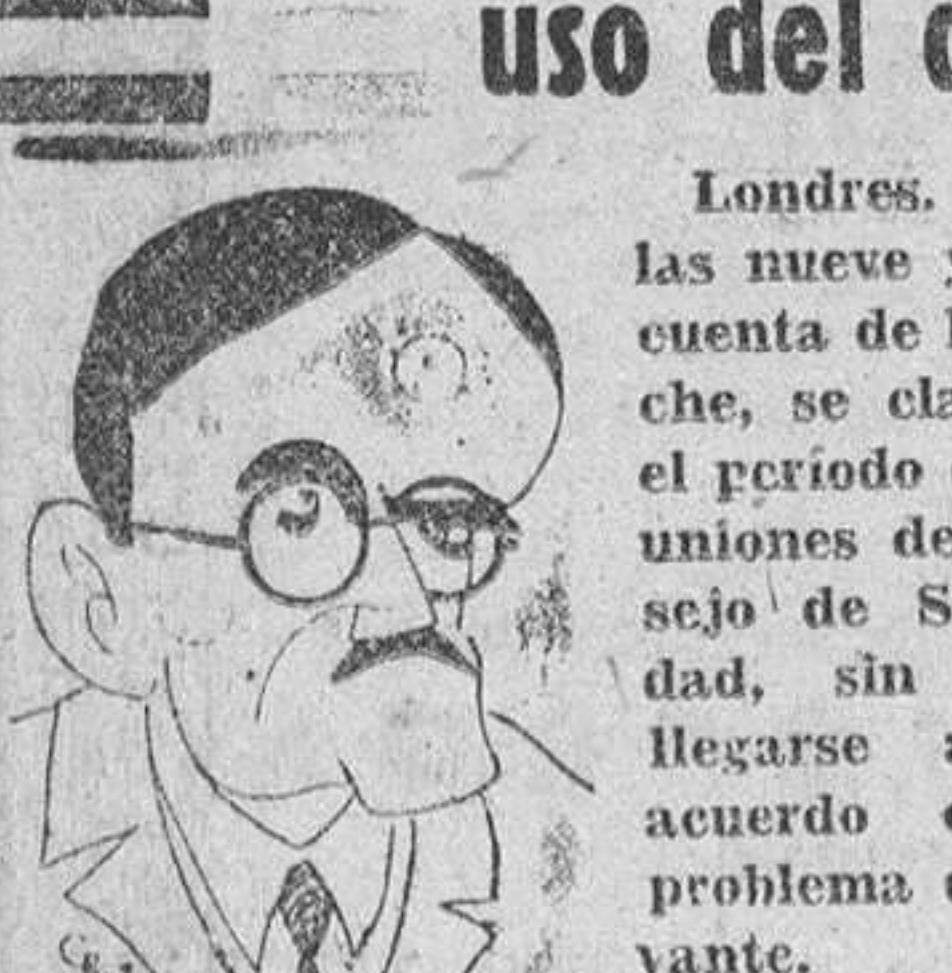 uso del
Londres.
las nueve
cuenta de
che, se cla
el período
uniones de
sejo de S
dad, sin
llegarse
acuerdo
problema
vante.